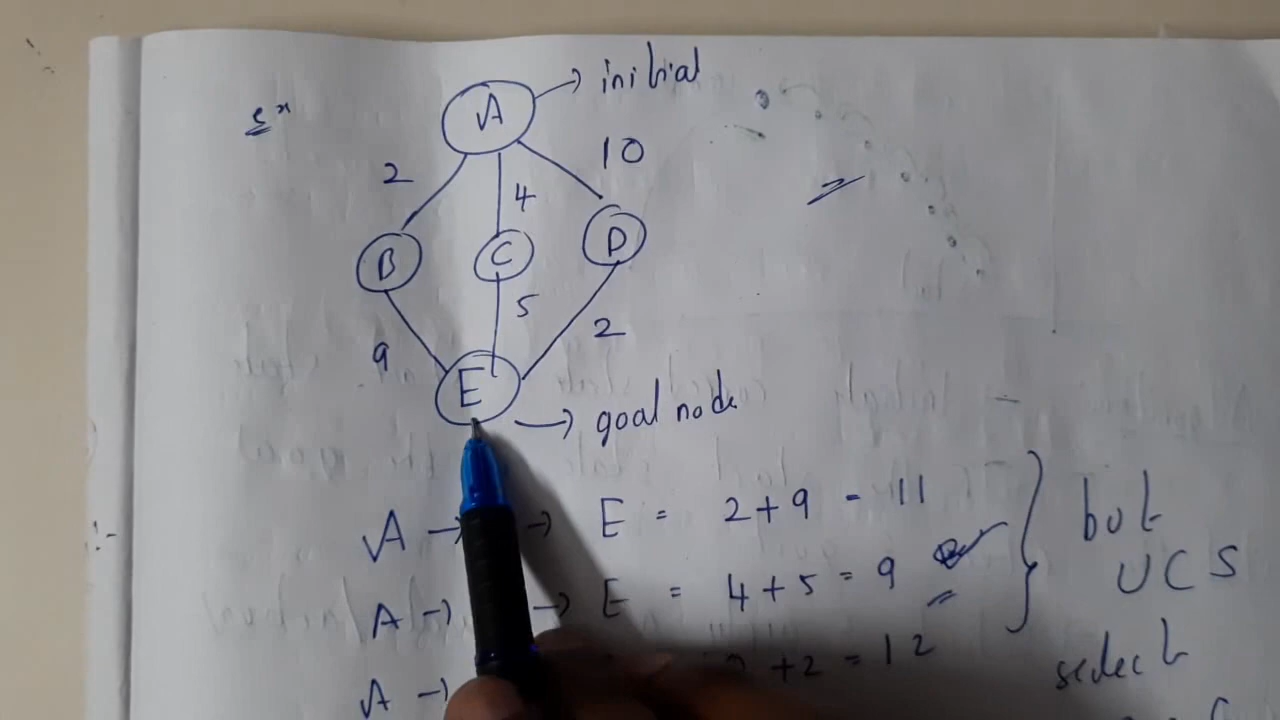 Ex
A → initial
2 4 10
B C D
9 5 2
E → goal node
A → → E = 2 + 9 = 11
A → → E = 4 + 5 = 9
A → + 2 = 12
but
UCS
select